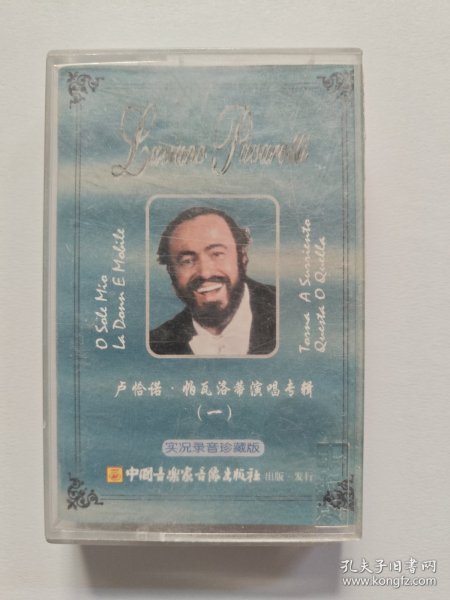 Luciano Pavarotti
O Sole Mio
La Donn E Mobile
Torna A Surriento
Questa O Quella
卢恰诺·帕瓦洛蒂演唱专辑
(一)
实况录音珍藏版
中国音乐家音像出版社 出版·发行
孔夫子旧书网
www.kongfz.com